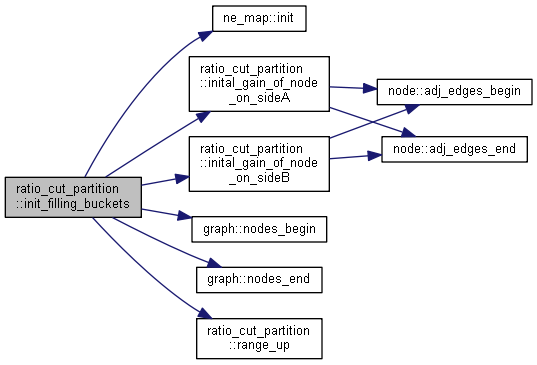 ne_map::init
ratio_cut_partition
::inital_gain_of_node
_on_sideA
node::adj_edges_begin
ratio_cut_partition
::inital_gain_of_node
_on_sideB
node::adj_edges_end
ratio_cut_partition
::init_filling_buckets
graph::nodes_begin
graph::nodes_end
ratio_cut_partition
::range_up